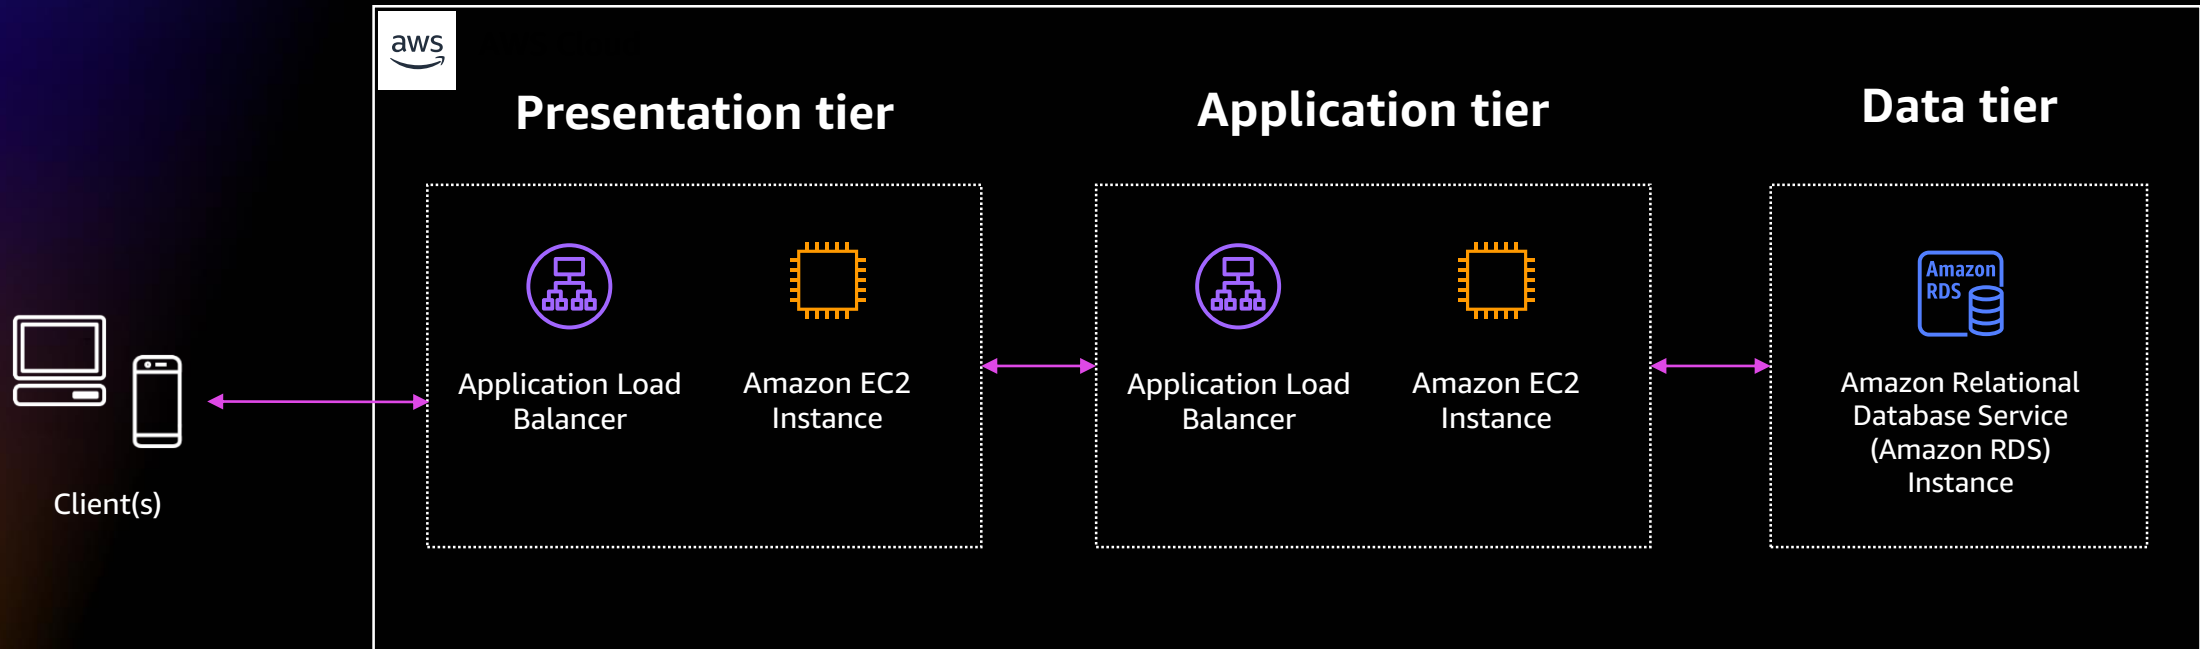 aws
Presentation tier
Application tier
Data tier
Application Load
Balancer
Amazon EC2
Instance
Application Load
Balancer
Amazon EC2
Instance
Amazon
RDS
Amazon Relational
Database Service
(Amazon RDS)
Instance
Client(s)